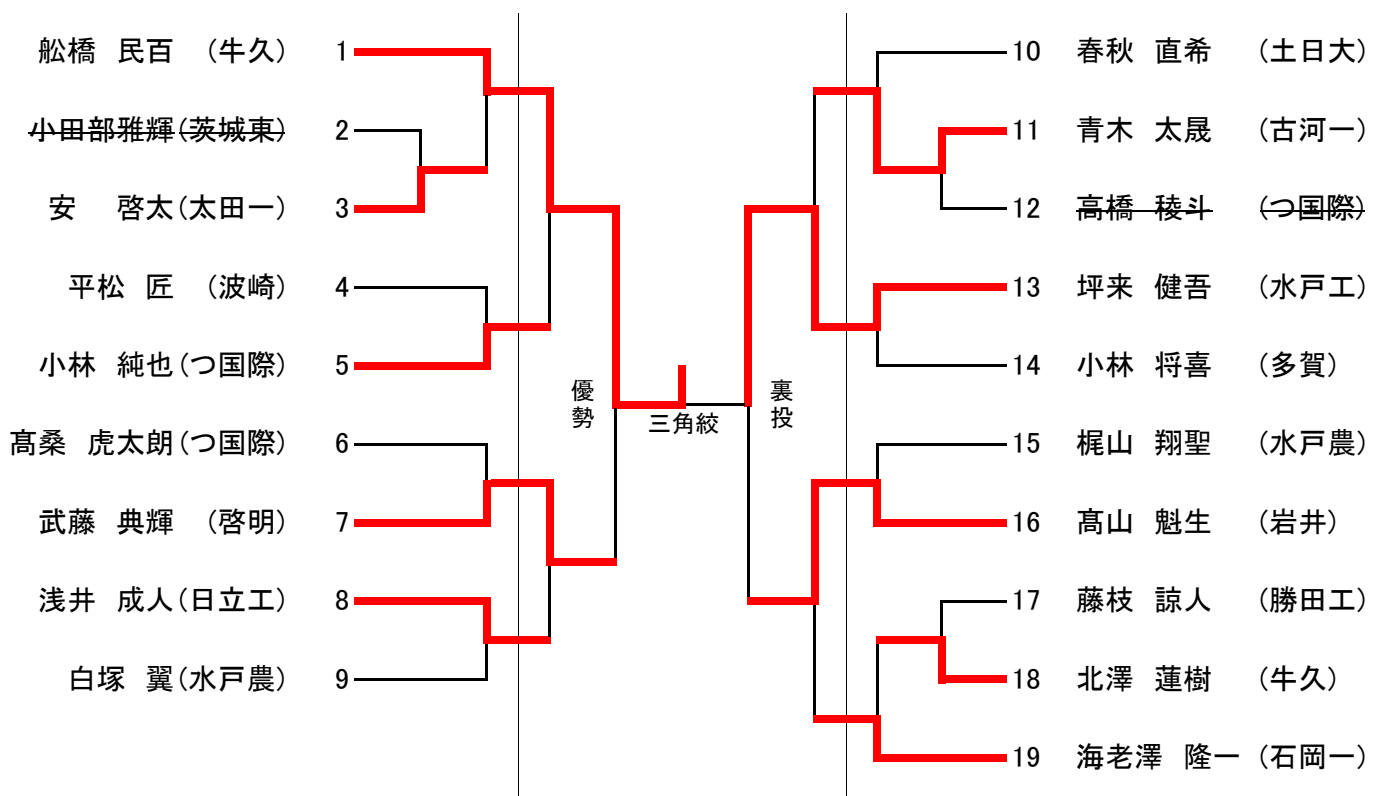 舩橋 民百 (牛久) 1
小田部雅輝(茨城東) 2
安 啓太(太田一) 3
平松 匠 (波崎) 4
小林 純也(つ国際) 5
髙桑 虎太朗(つ国際) 6
武藤 典輝 (啓明) 7
浅井 成人(日立工) 8
白塚 翼(水戸農) 9
優勢
三角絞
裏投
10 春秋 直希 (土日大)
11 青木 太晟 (古河一)
12 高橋 稜斗 (つ国際)
13 坪来 健吾 (水戸工)
14 小林 将喜 (多賀)
15 梶山 翔聖 (水戸農)
16 髙山 魁生 (岩井)
17 藤枝 諒人 (勝田工)
18 北澤 蓮樹 (牛久)
19 海老澤 隆一 (石岡一)